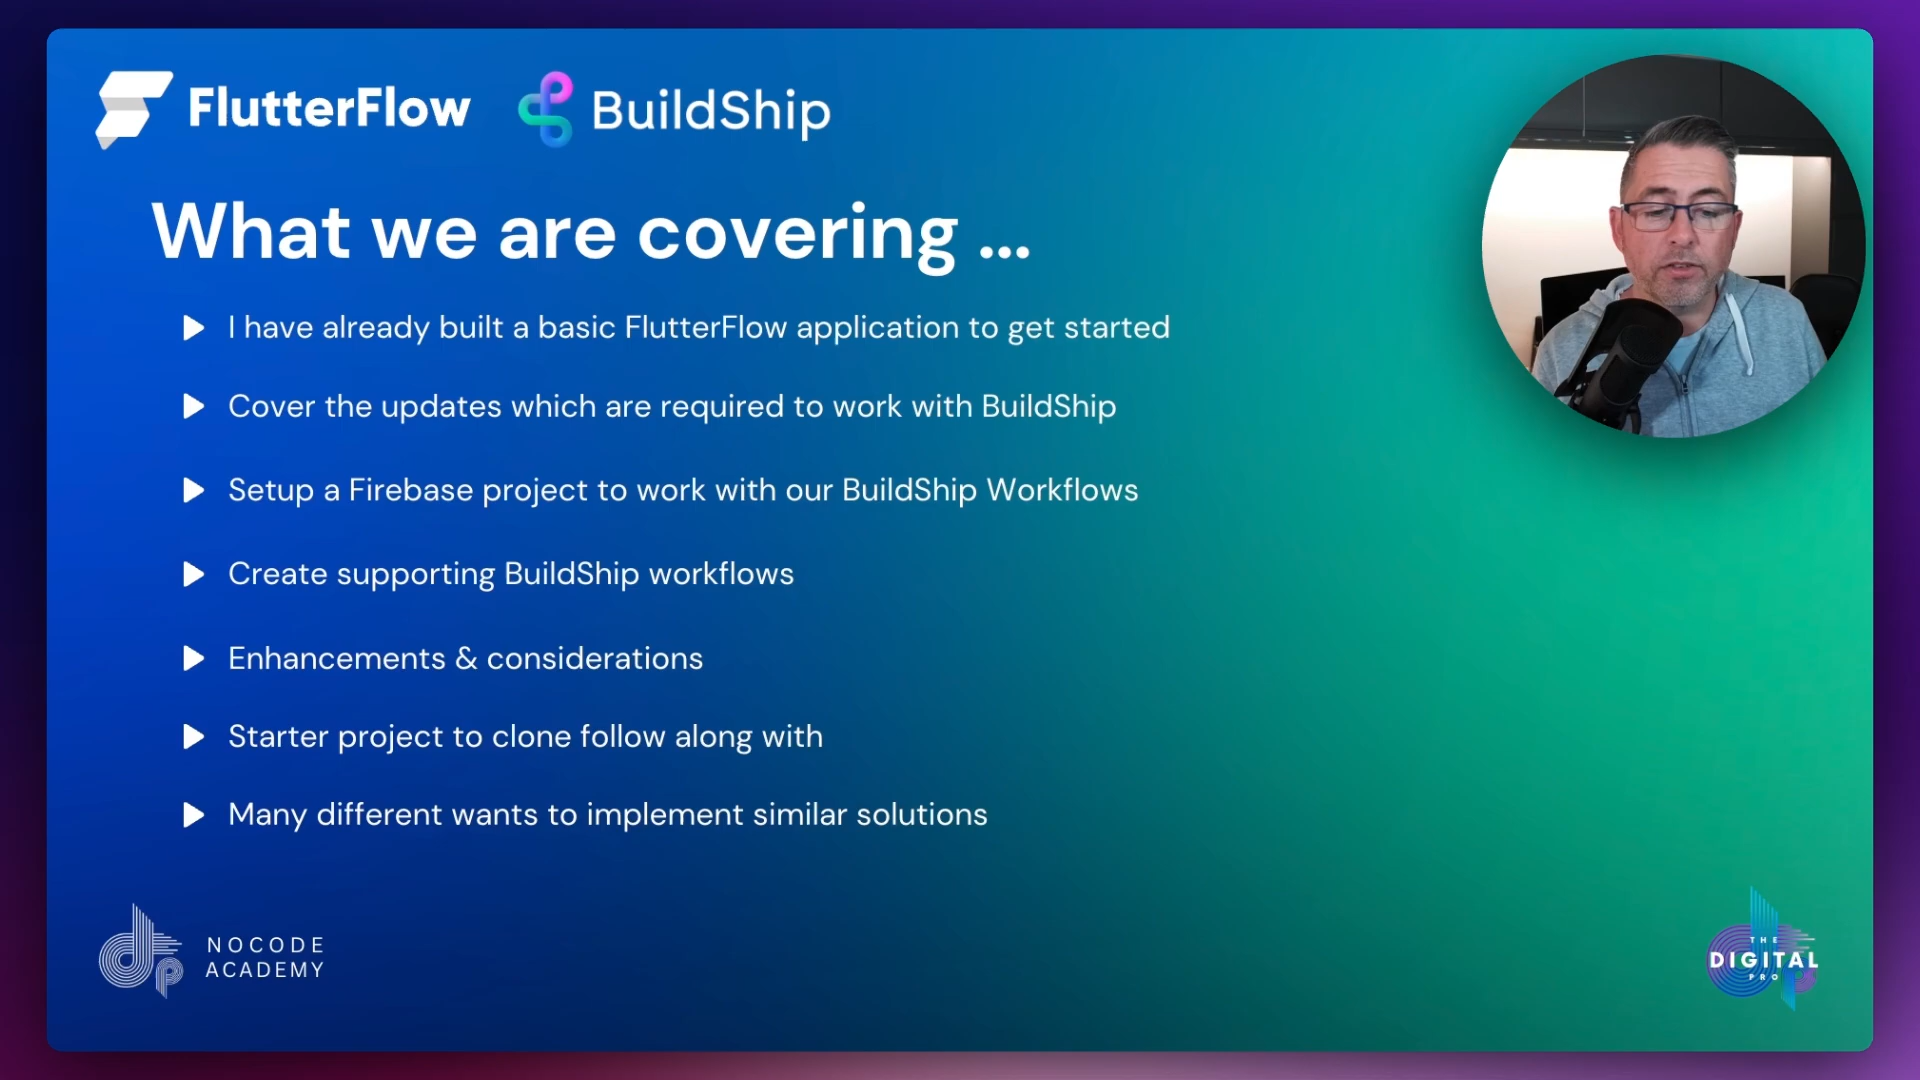 FlutterFlow BuildShip
What we are covering ...
I have already built a basic FlutterFlow application to get started
Cover the updates which are required to work with BuildShip
Setup a Firebase project to work with our BuildShip Workflows
Create supporting BuildShip workflows
Enhancements & considerations
Starter project to clone follow along with
Many different wants to implement similar solutions
NOCODE
ACADEMY
THE
DIGITAL
PRO